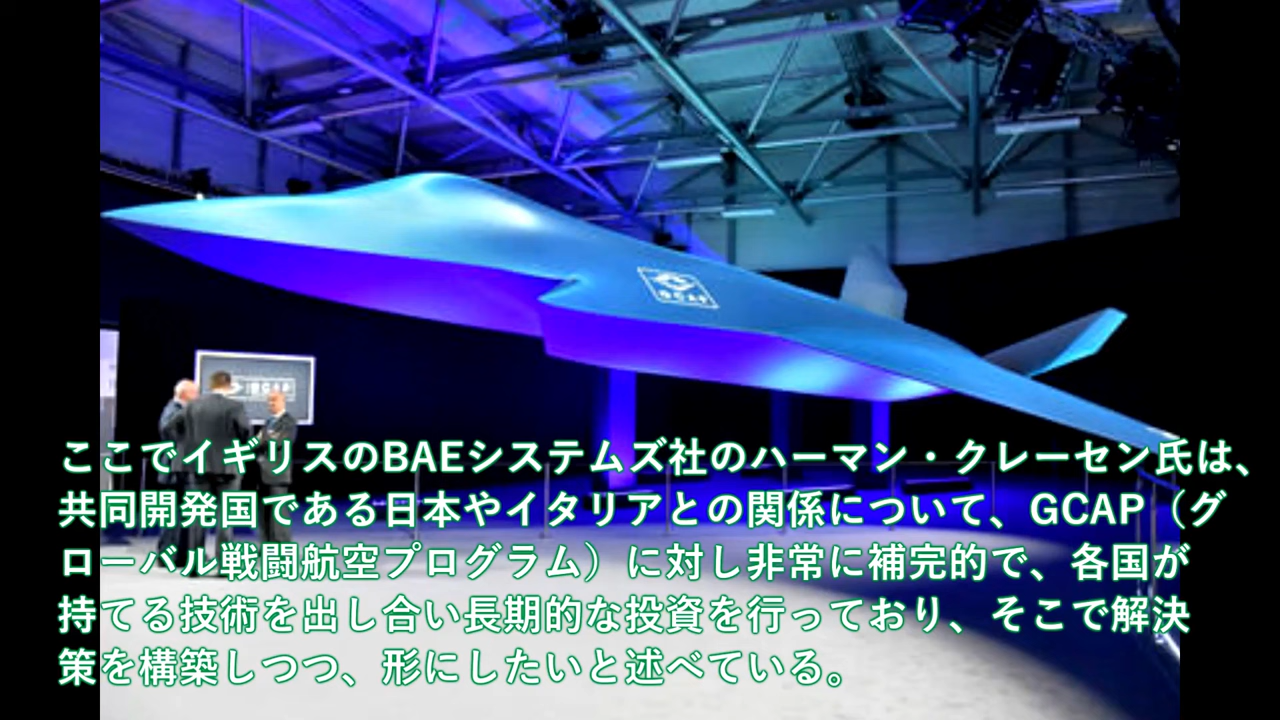 GCAP
GCAP
ここでイギリスのBAEシステムズ社のハーマン・クレーセン氏は、
共同開発国である日本やイタリアとの関係について、GCAP（グ
ローバル戦闘航空プログラム）に対し非常に補完的で、各国が
持てる技術を出し合い長期的な投資を行っており、そこで解決
策を構築しつつ、形にしたいと述べている。